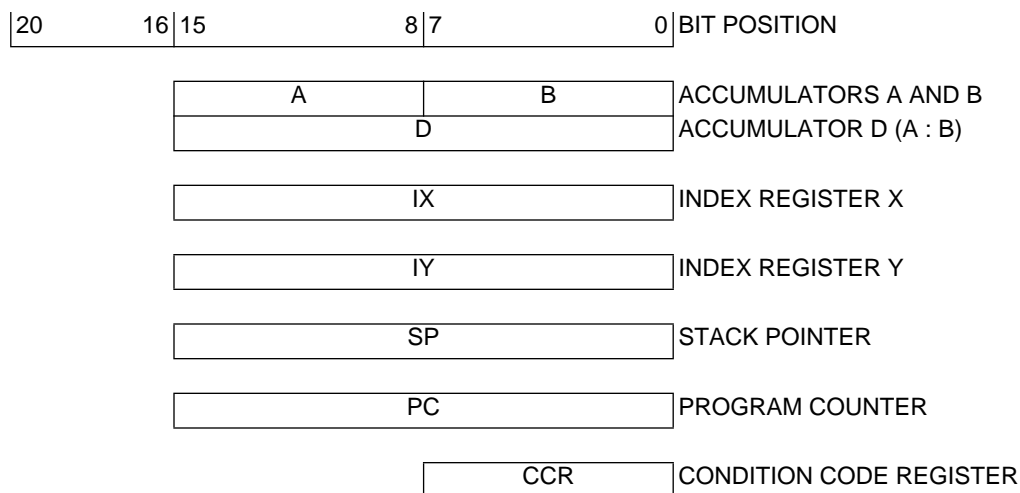 20 16 15 8 7 0 BIT POSITION
A B ACCUMULATORS A AND B
D ACCUMULATOR D (A : B)
IX INDEX REGISTER X
IY INDEX REGISTER Y
SP STACK POINTER
PC PROGRAM COUNTER
CCR CONDITION CODE REGISTER